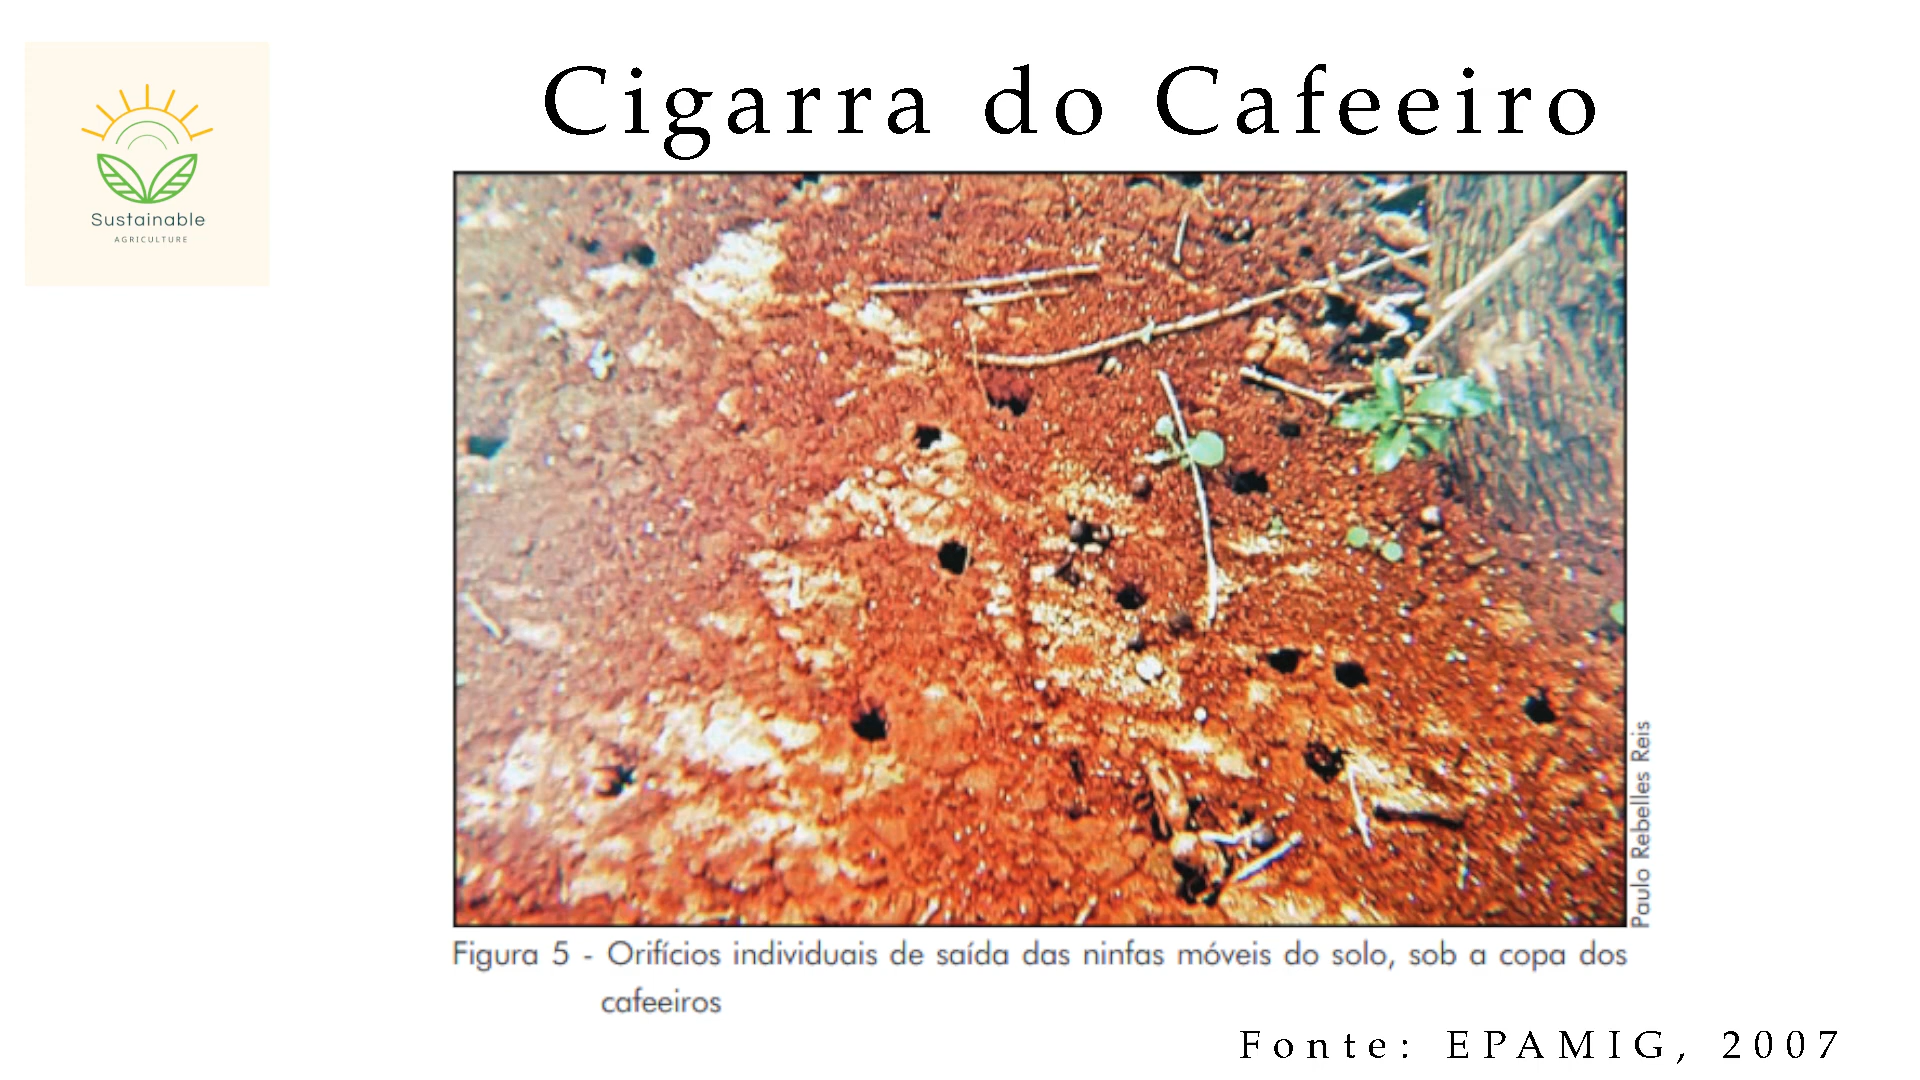 Cigarra do Cafeeiro
Sustainable
AGRICULTURE
Paulo Rebelles Reis
Figura 5 - Orifícios individuais de saída das ninfas móveis do solo, sob a copa dos
cafeeiros
Fonte: EPAMIG, 2007